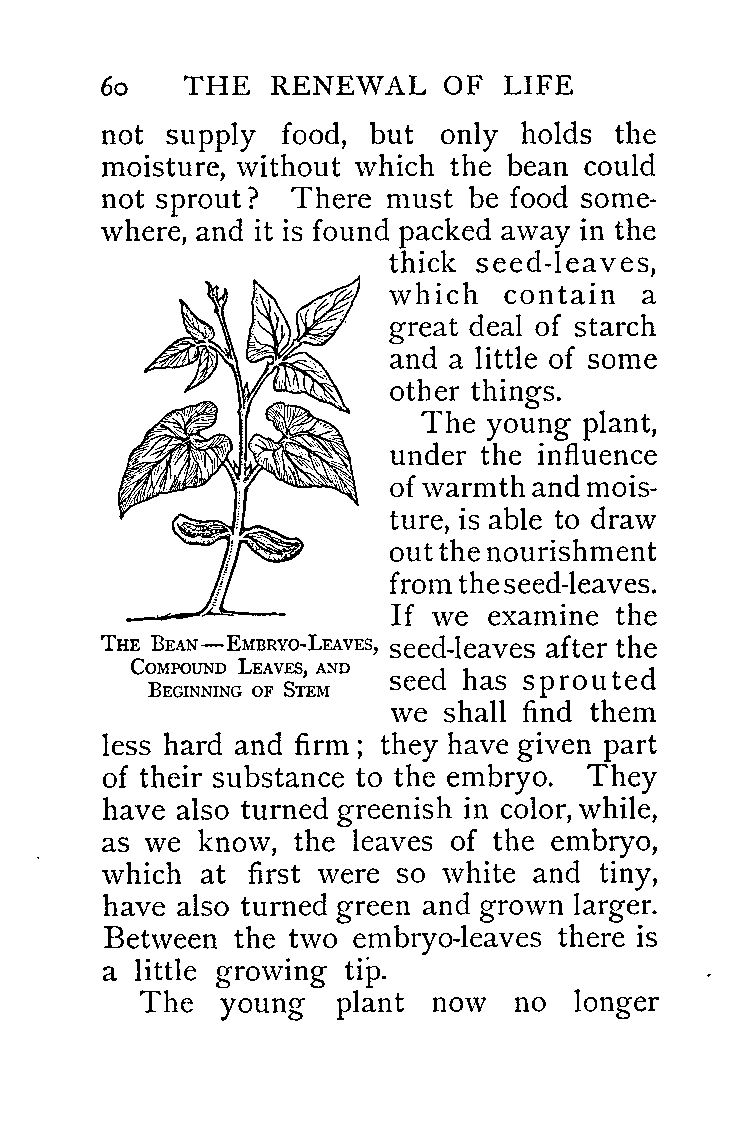 60 THE RENEWAL OF LIFE
not supply food, but only holds the
moisture, without which the bean could
not sprout? There must be food some-
where, and it is found packed away in the
thick seed-leaves,
which contain a
great deal of starch
and a little of some
other things.
The young plant,
under the influence
of warmth and mois-
ture, is able to draw
out the nourishment
from the seed-leaves.
If we examine the
seed-leaves after the
seed has sprouted
we shall find them
THE BEAN—EMBRYO-LEAVES,
COMPOUND LEAVES, AND
BEGINNING OF STEM
less hard and firm; they have given part
of their substance to the embryo. They
have also turned greenish in color, while,
as we know, the leaves of the embryo,
which at first were so white and tiny,
have also turned green and grown larger.
Between the two embryo-leaves there is
a little growing tip.
The young plant now no longer